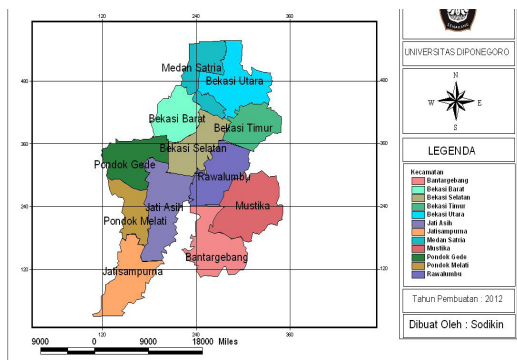 120 240 360
SEMARANG
UNIVERSITAS DIPONEGORO
N
W E
S
LEGENDA
Kecamatan
Bantargebang
Bekasi Barat
Bekasi Selatan
Bekasi Timur
Bekasi Utara
Jati Asih
Jatisampurna
Medan Satria
Mustika
Pondok Gede
Pondok Melati
Rawalumbu
Tahun Pembuatan : 2012
Dibuat Oleh : Sodikin
Medan Satria
400 Bekasi Utara 400
Bekasi Barat
Bekasi Timur
360 Bekasi Selatan 360
Pondok Gede
Rawalumbu
240 Jati Asih Mustika 240
Pondok Melati
Bantargebang
120 Jatisampurna 120
120 240 360
9000 0 9000 18000 Miles